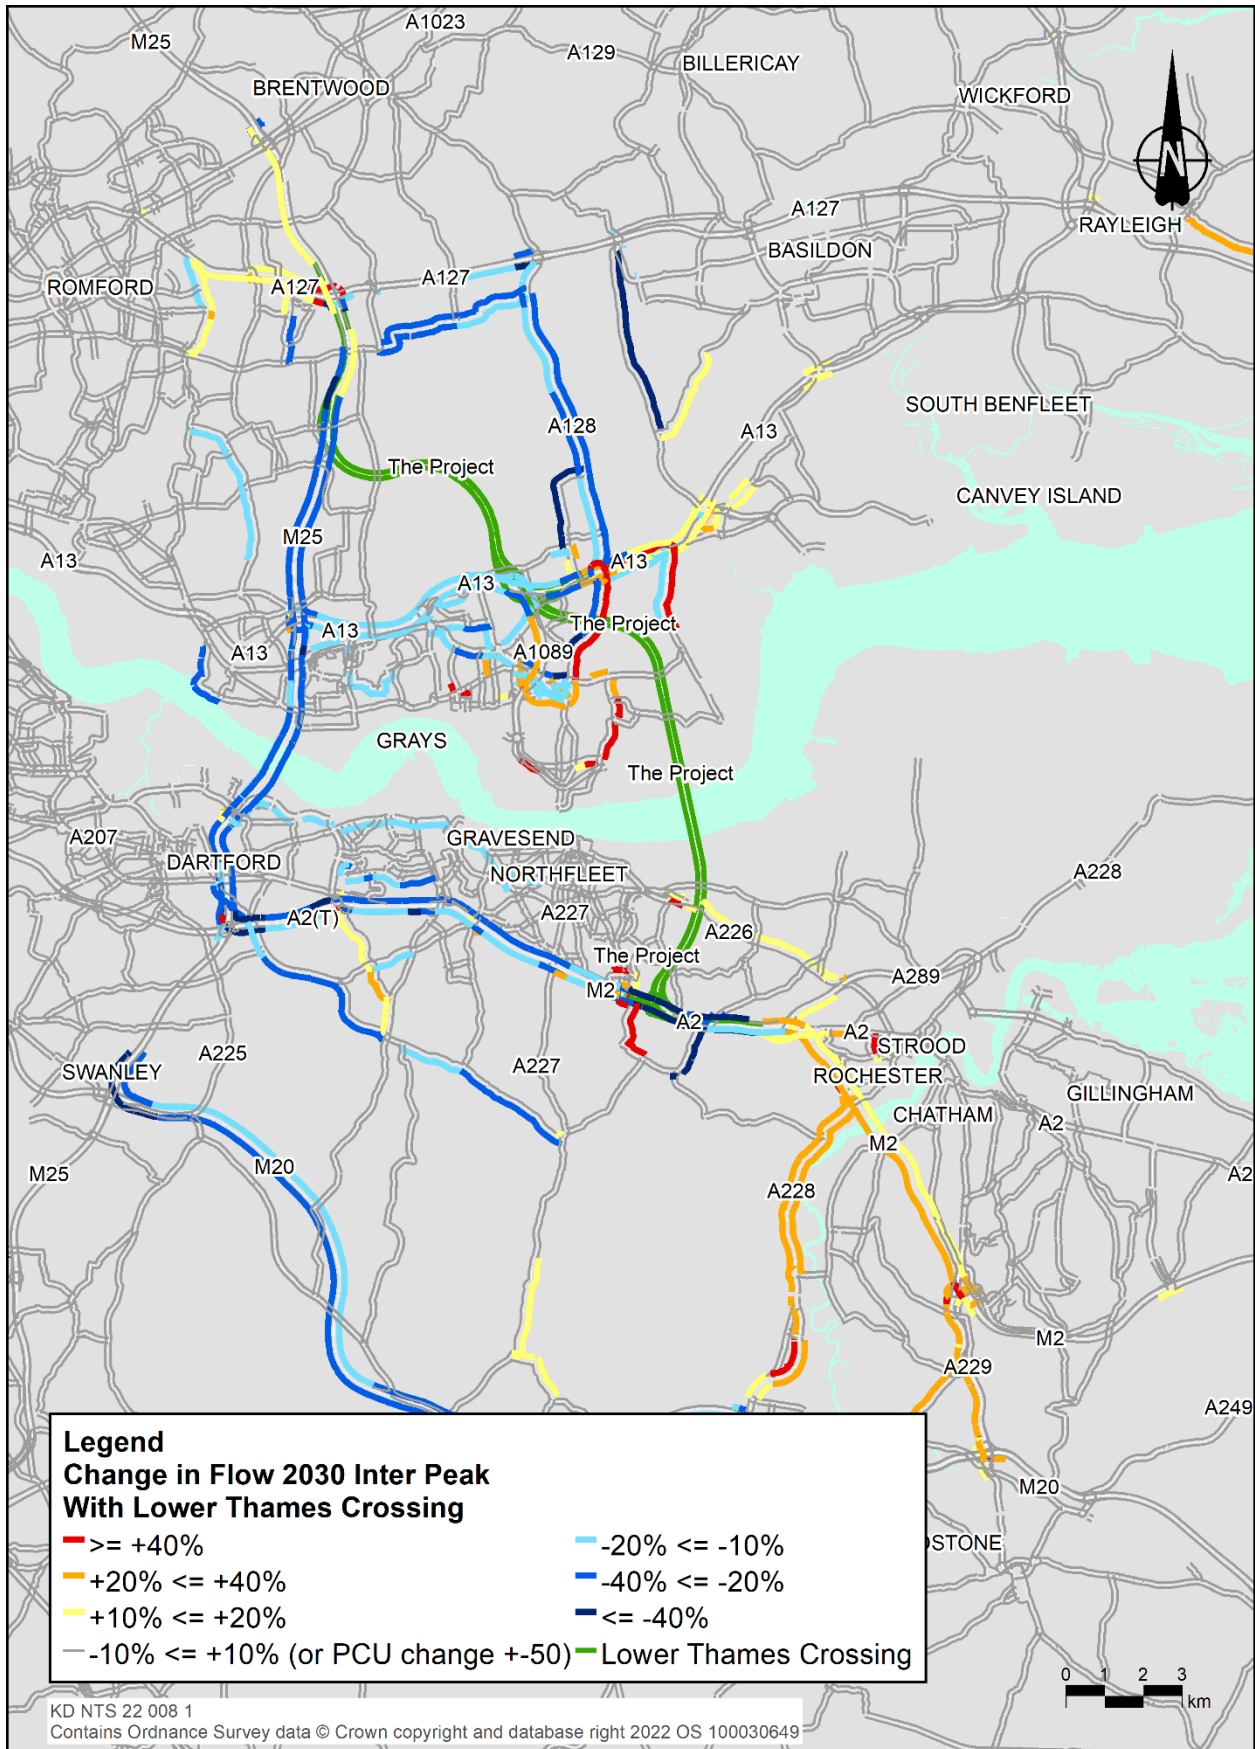 A1023
M25
A129
BILLERICAY
BRENTWOOD
WICKFORD
N
A127
RAYLEIGH
BASILDON
A127
A127
ROMFORD
SOUTH BENFLEET
A128
A13
The Project
CANVEY ISLAND
M25
A13
A13
A13
The Project
A13
A13
A1089
GRAYS
The Project
A207
GRAVESEND
DARTFORD
NORTHFLEET
A228
A2(T)
A227
A226
The Project
A289
M2
A2
A2
STROOD
A225
SWANLEY
A227
ROCHESTER
GILLINGHAM
CHATHAM
A2
M2
M20
M25
A2
A228
M2
A229
A249
M20
DSTONE
Legend
Change in Flow 2030 Inter Peak
With Lower Thames Crossing
>= +40%
-20% <= -10%
+20% <= +40%
-40% <= -20%
+10% <= +20%
<= -40%
-10% <= +10% (or PCU change +-50)
Lower Thames Crossing
0 1 2 3
km
KD NTS 22 008 1
Contains Ordnance Survey data © Crown copyright and database right 2022 OS 100030649